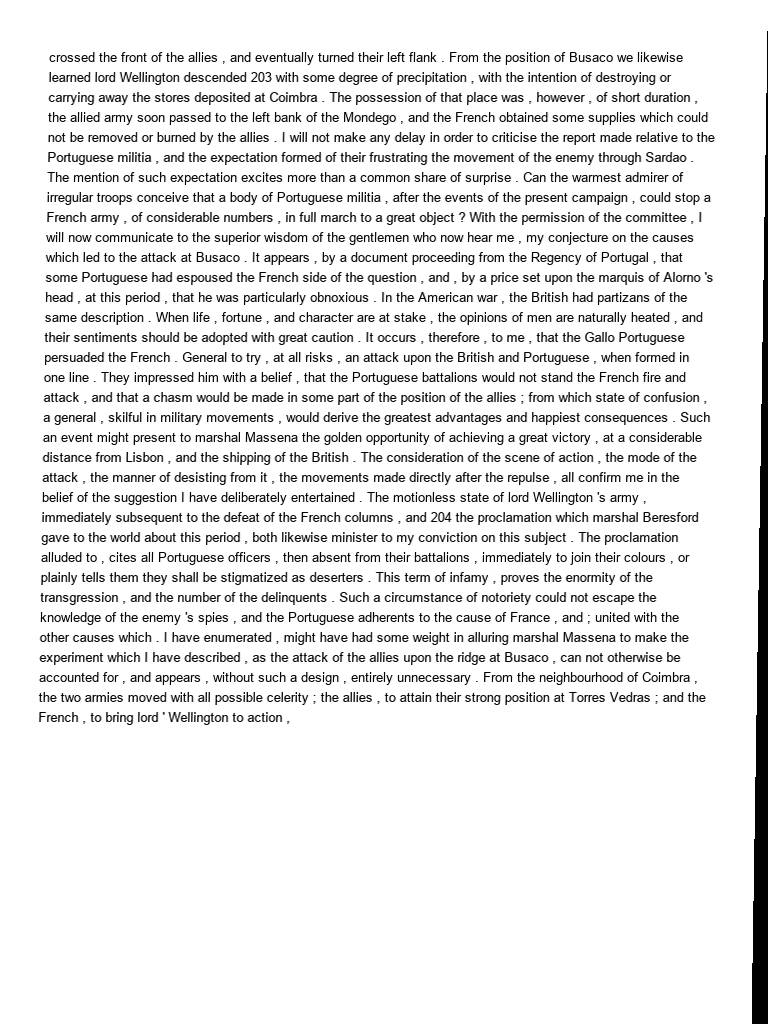 crossed the front of the allies , and eventually turned their left flank . From the position of Busaco we likewise
learned lord Wellington descended 203 with some degree of precipitation , with the intention of destroying or
carrying away the stores deposited at Coimbra . The possession of that place was , however , of short duration ,
the allied army soon passed to the left bank of the Mondego , and the French obtained some supplies which could
not be removed or burned by the allies . I will not make any delay in order to criticise the report made relative to the
Portuguese militia , and the expectation formed of their frustrating the movement of the enemy through Sardao .
The mention of such expectation excites more than a common share of surprise . Can the warmest admirer of
irregular troops conceive that a body of Portuguese militia , after the events of the present campaign , could stop a
French army , of considerable numbers , in full march to a great object ? With the permission of the committee , I
will now communicate to the superior wisdom of the gentlemen who now hear me , my conjecture on the causes
which led to the attack at Busaco . It appears , by a document proceeding from the Regency of Portugal , that
some Portuguese had espoused the French side of the question , and , by a price set upon the marquis of Alorno 's
head , at this period , that he was particularly obnoxious . In the American war , the British had partizans of the
same description . When life , fortune , and character are at stake , the opinions of men are naturally heated , and
their sentiments should be adopted with great caution . It occurs , therefore , to me , that the Gallo Portuguese
persuaded the French . General to try , at all risks , an attack upon the British and Portuguese , when formed in
one line . They impressed him with a belief , that the Portuguese battalions would not stand the French fire and
attack , and that a chasm would be made in some part of the position of the allies ; from which state of confusion ,
a general , skilful in military movements , would derive the greatest advantages and happiest consequences . Such
an event might present to marshal Massena the golden opportunity of achieving a great victory , at a considerable
distance from Lisbon , and the shipping of the British . The consideration of the scene of action , the mode of the
attack , the manner of desisting from it , the movements made directly after the repulse , all confirm me in the
belief of the suggestion I have deliberately entertained . The motionless state of lord Wellington 's army ,
immediately subsequent to the defeat of the French columns , and 204 the proclamation which marshal Beresford
gave to the world about this period , both likewise minister to my conviction on this subject . The proclamation
alluded to , cites all Portuguese officers , then absent from their battalions , immediately to join their colours , or
plainly tells them they shall be stigmatized as deserters . This term of infamy , proves the enormity of the
transgression , and the number of the delinquents . Such a circumstance of notoriety could not escape the
knowledge of the enemy 's spies , and the Portuguese adherents to the cause of France , and ; united with the
other causes which . I have enumerated , might have had some weight in alluring marshal Massena to make the
experiment which I have described , as the attack of the allies upon the ridge at Busaco , can not otherwise be
accounted for , and appears , without such a design , entirely unnecessary . From the neighbourhood of Coimbra ,
the two armies moved with all possible celerity ; the allies , to attain their strong position at Torres Vedras ; and the
French , to bring lord ' Wellington to action ,